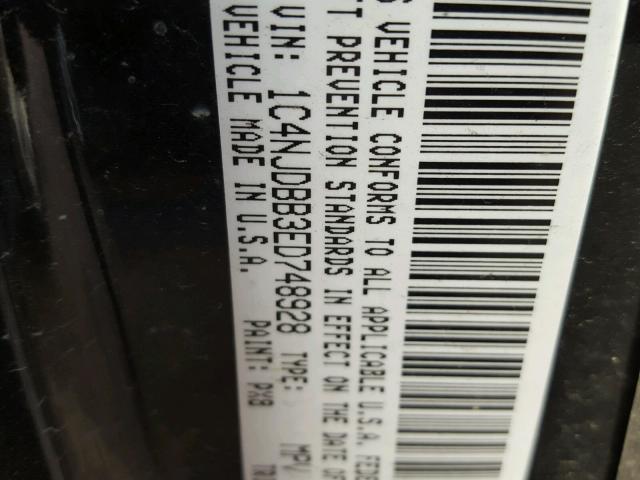 VEHICLE CONFORMS TO ALL APPLICABLE U.S.A. FEDE
PREVENTION STANDARDS IN EFFECT ON THE DATE OF
VIN: 1C4NJDBB3ED748928 TYPE: MPV
VEHICLE MADE IN U.S.A. PAINT: PX8